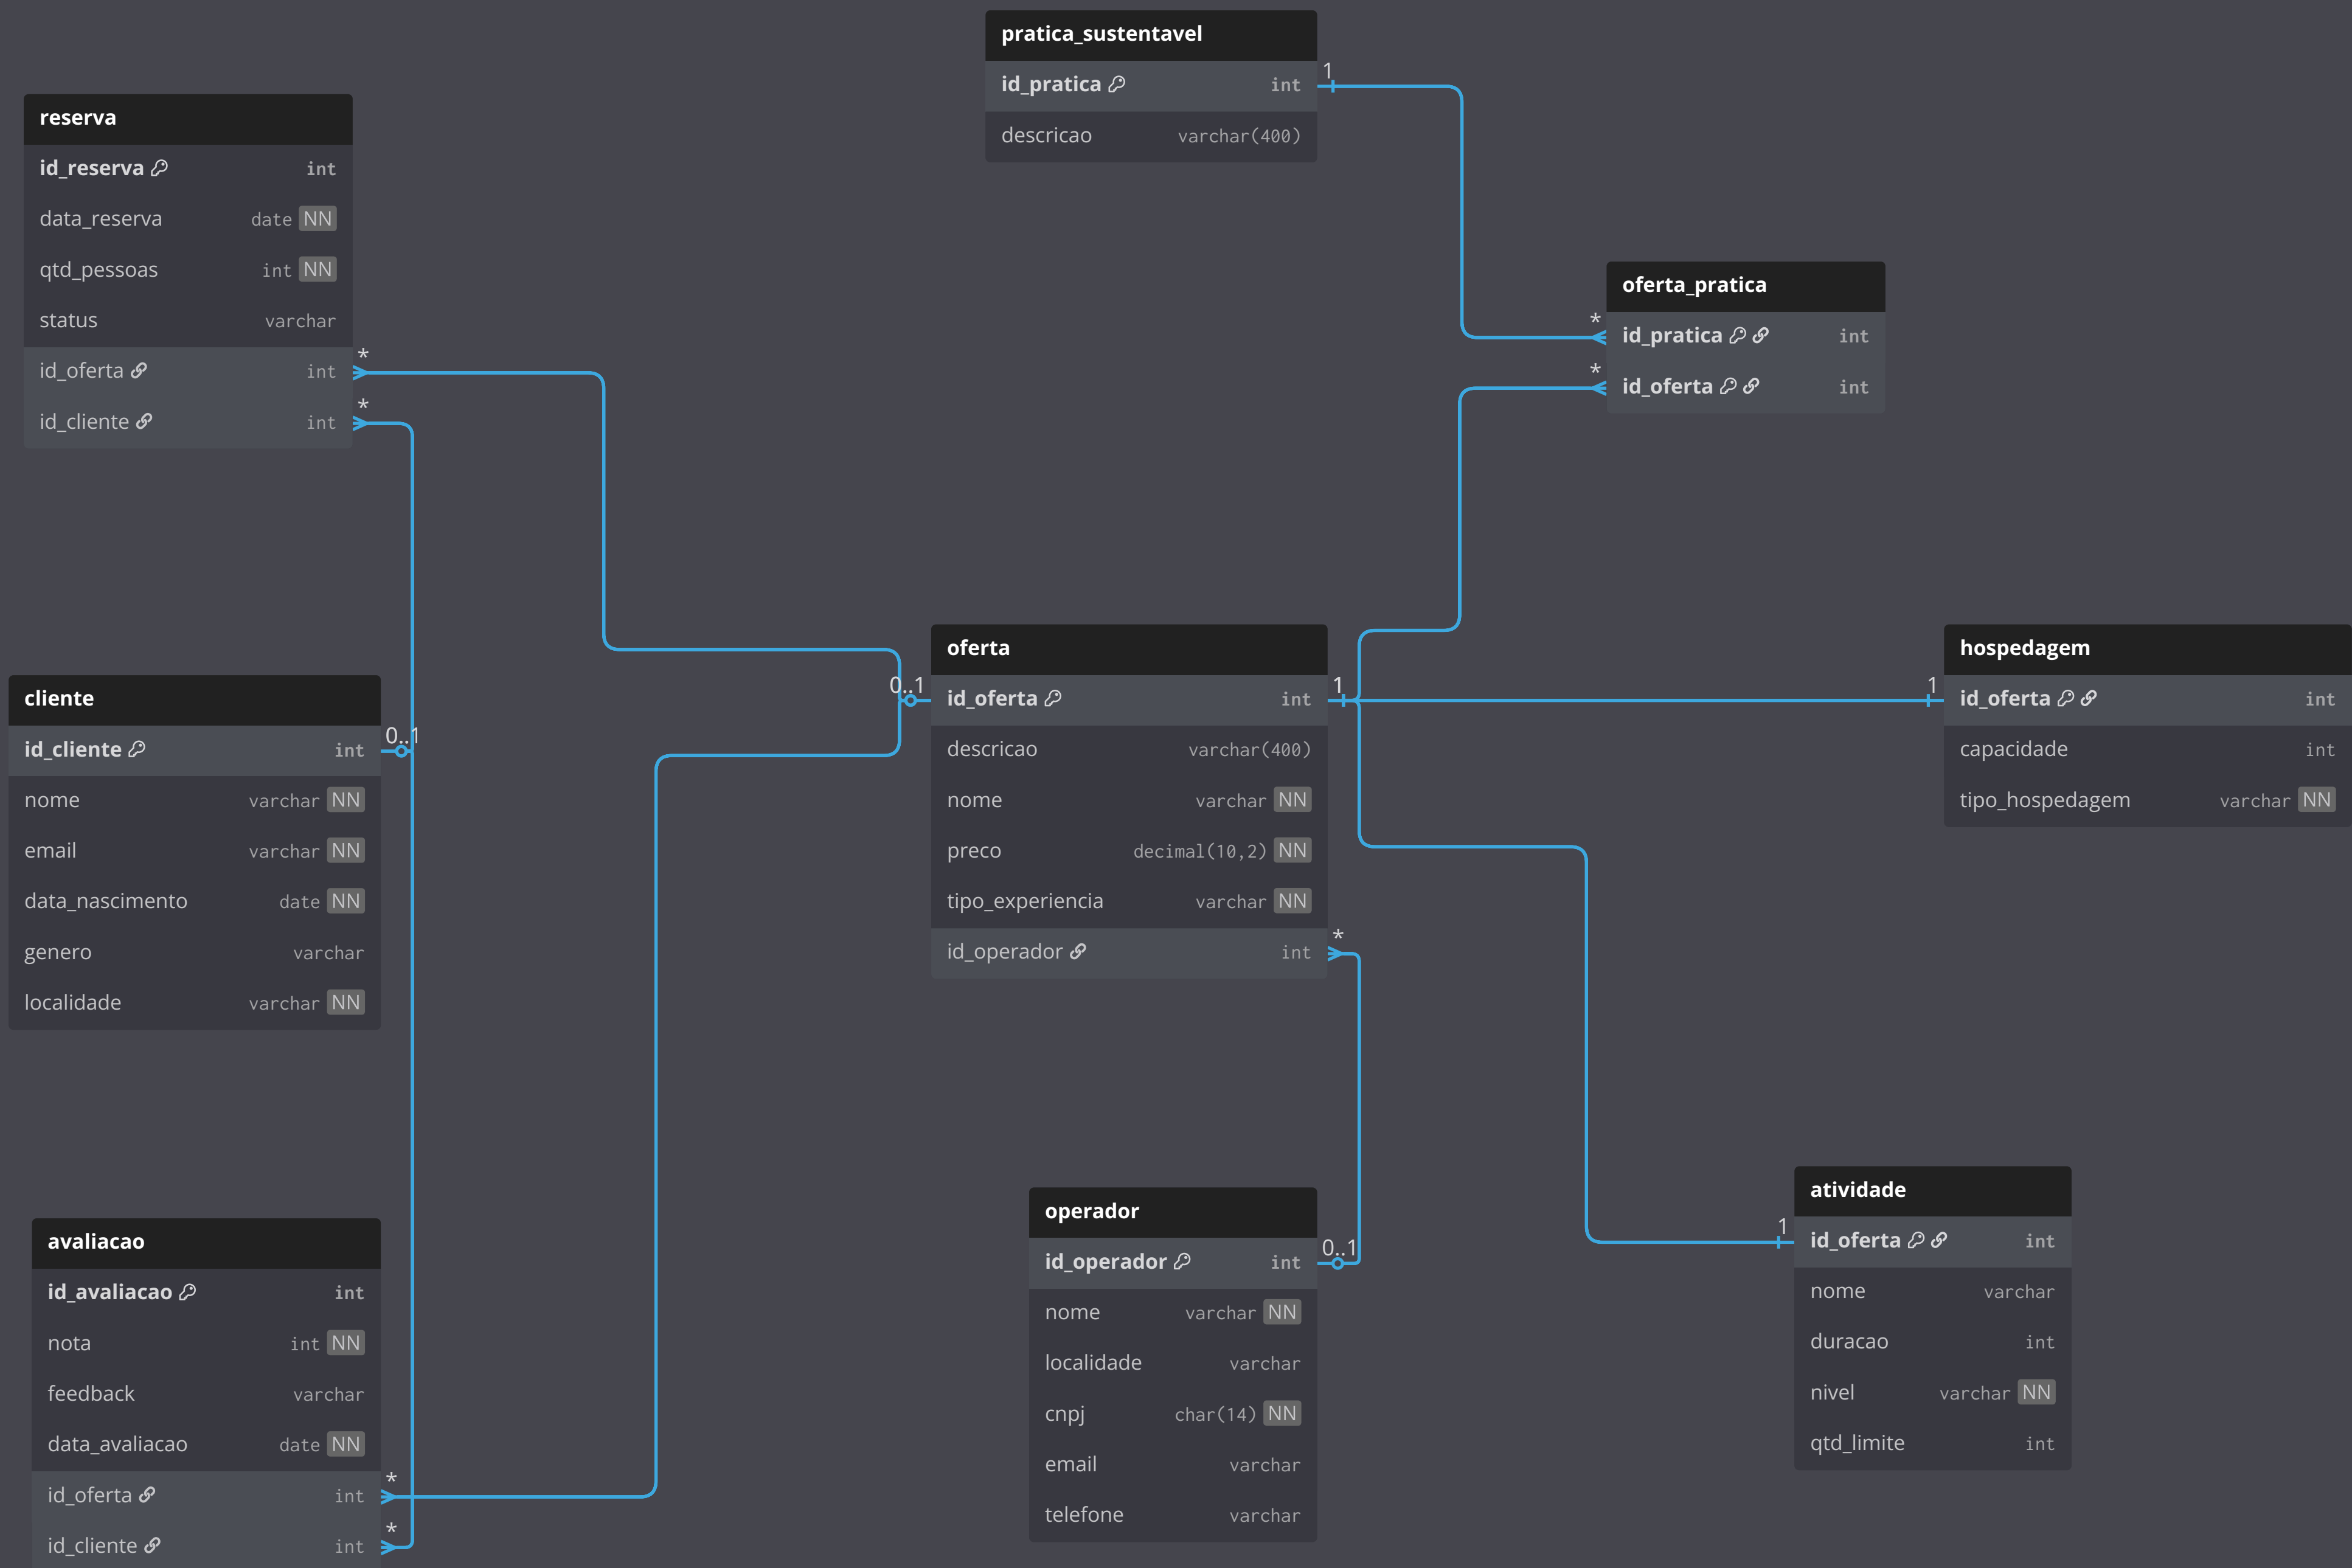 pratica_sustentavel
id_pratica int
descricao varchar(400)
1
reserva
id_reserva int
data_reserva date NN
qtd_pessoas int NN
status varchar
id_oferta int
id_cliente int
*
*
oferta_pratica
id_pratica int
id_oferta int
*
*
cliente
id_cliente int
nome varchar NN
email varchar NN
data_nascimento date NN
genero varchar
localidade varchar NN
0..1
oferta
id_oferta int
descricao varchar(400)
nome varchar NN
preco decimal(10,2) NN
tipo_experiencia varchar NN
id_operador int
0..1
1
*
hospedagem
id_oferta int
capacidade int
tipo_hospedagem varchar NN
1
avaliacao
id_avaliacao int
nota int NN
feedback varchar
data_avaliacao date NN
id_oferta int
id_cliente int
*
*
operador
id_operador int
nome varchar NN
localidade varchar
cnpj char(14) NN
email varchar
telefone varchar
0..1
atividade
id_oferta int
nome varchar
duracao int
nivel varchar NN
qtd_limite int
1